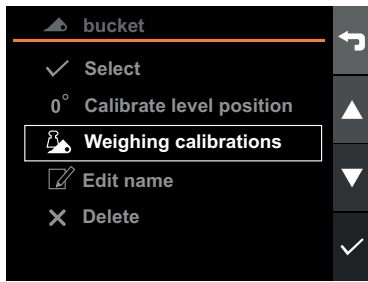 bucket
Select
0° Calibrate level position
Weighing calibrations
Edit name
Delete